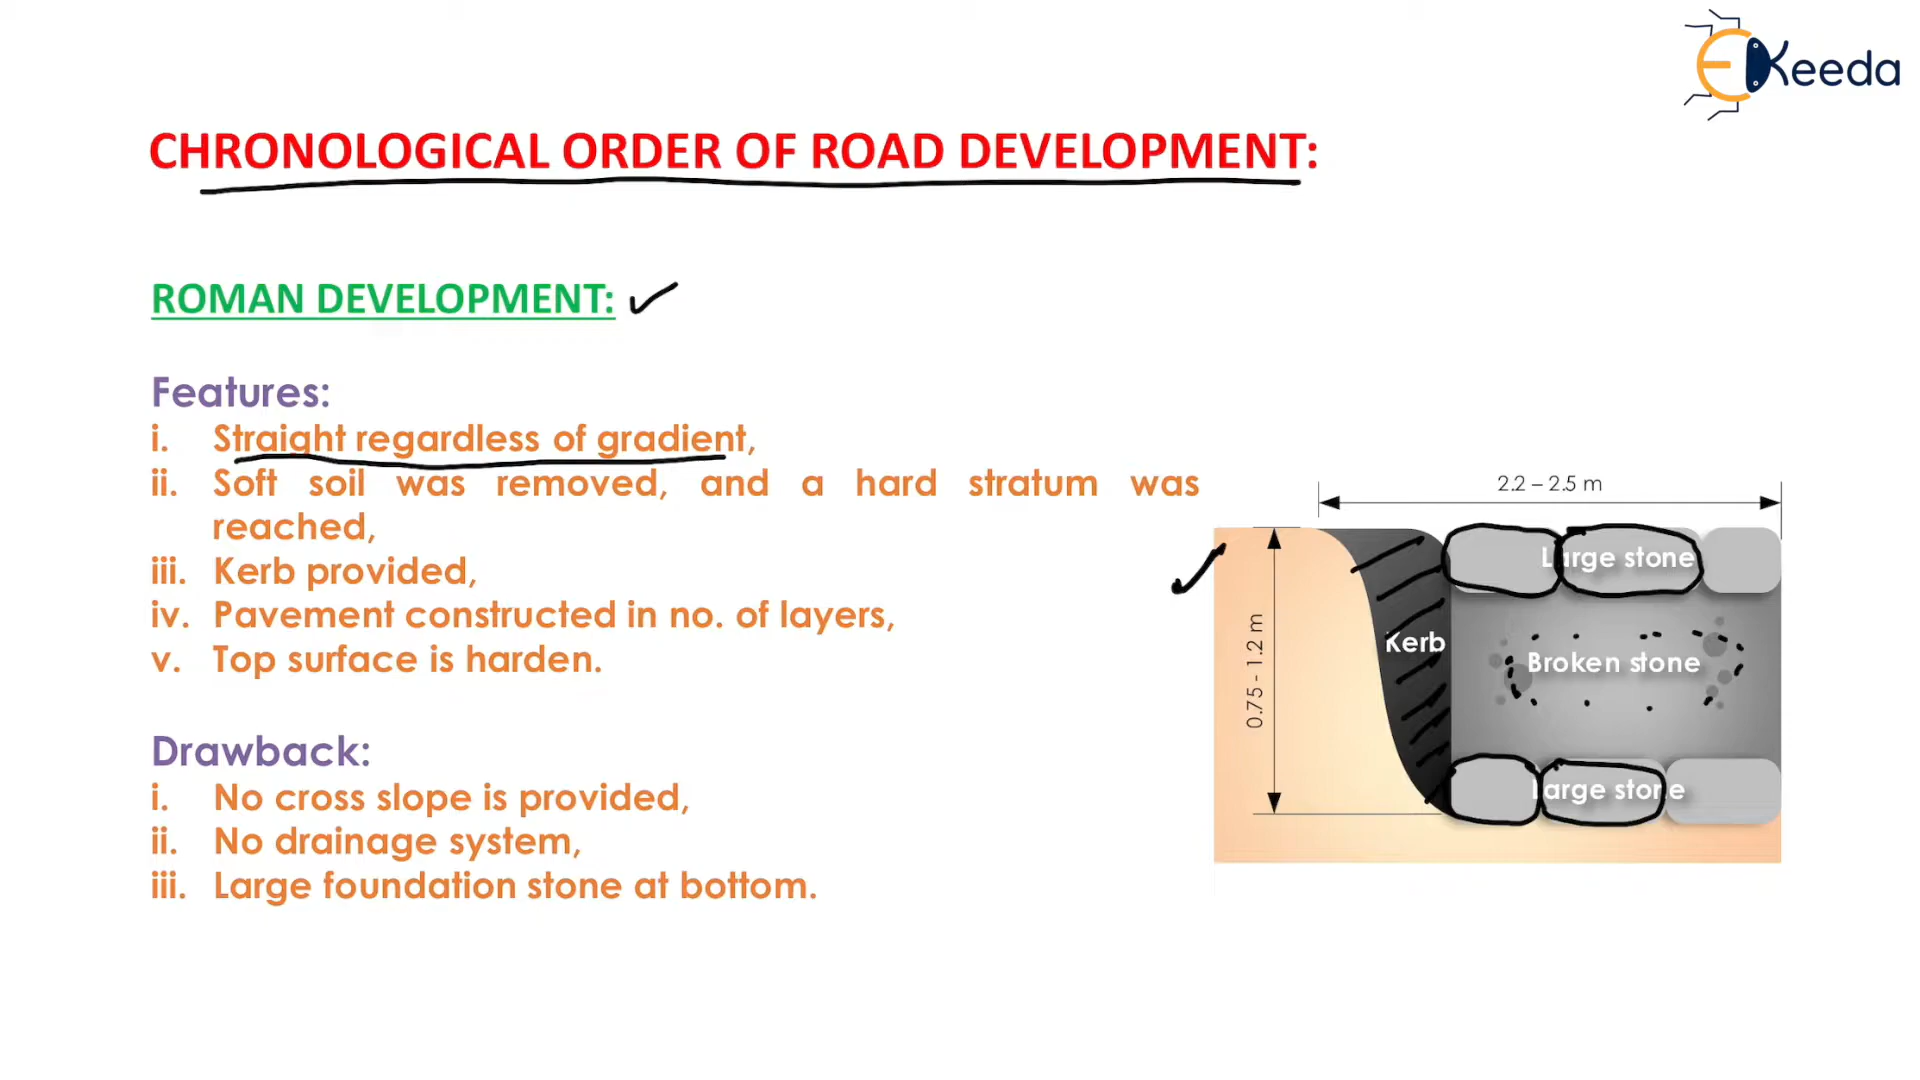 EKeeda
CHRONOLOGICAL ORDER OF ROAD DEVELOPMENT:
ROMAN DEVELOPMENT:
Features:
i. Straight regardless of gradient,
ii. Soft soil was removed, and a hard stratum was
reached,
iii. Kerb provided,
iv. Pavement constructed in no. of layers,
v. Top surface is harden.
Drawback:
i. No cross slope is provided,
ii. No drainage system,
iii. Large foundation stone at bottom.
2.2 – 2.5 m
0.75 - 1.2 m
Large stone
Kerb
Broken stone
Large stone